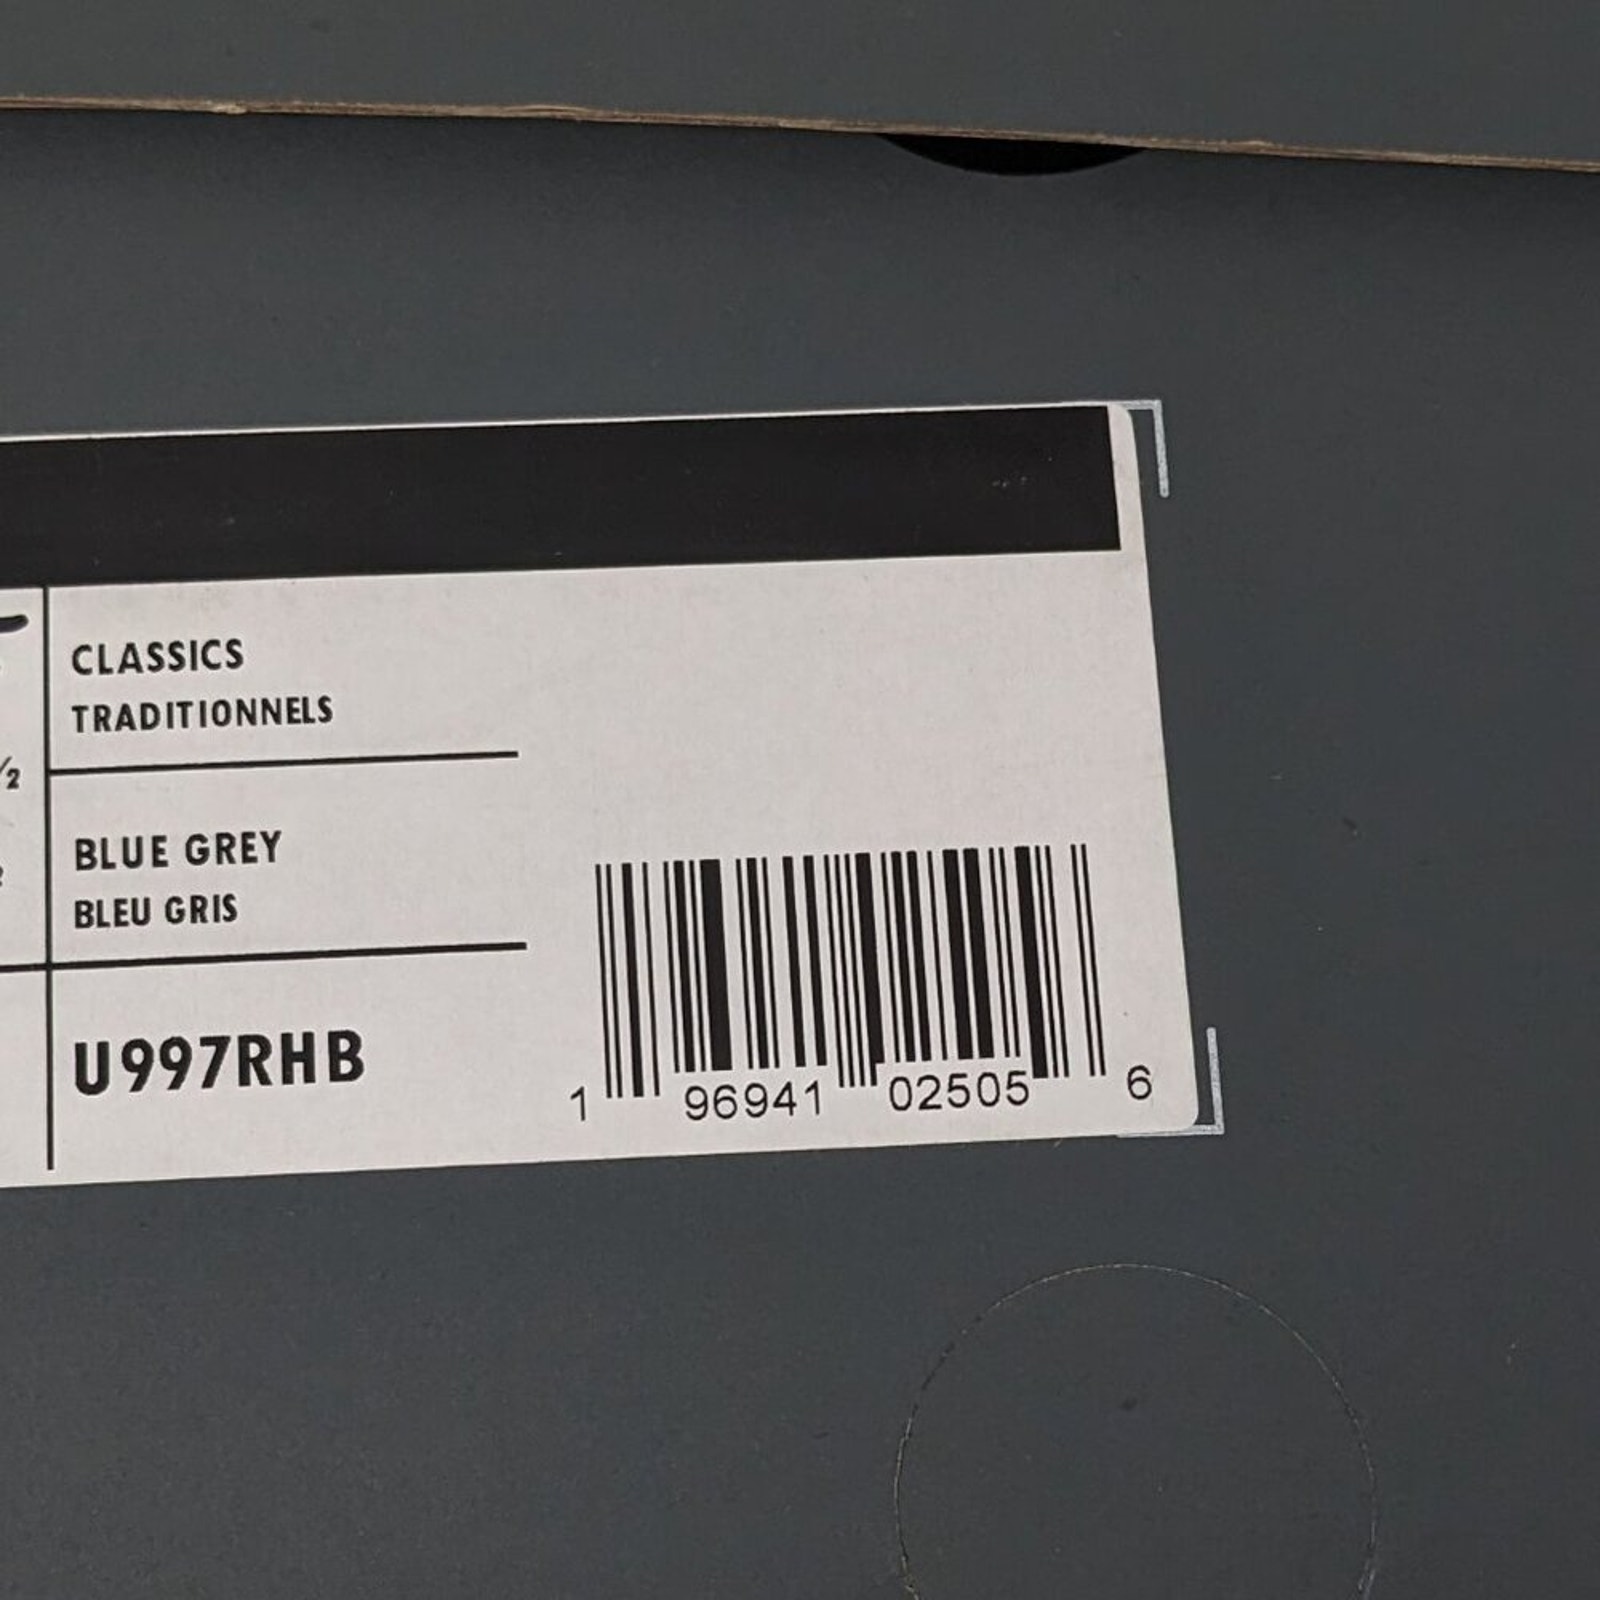 CLASSICS
TRADITIONNELS
BLUE GREY
BLEU GRIS
U997RHB
1 96941 02505 6